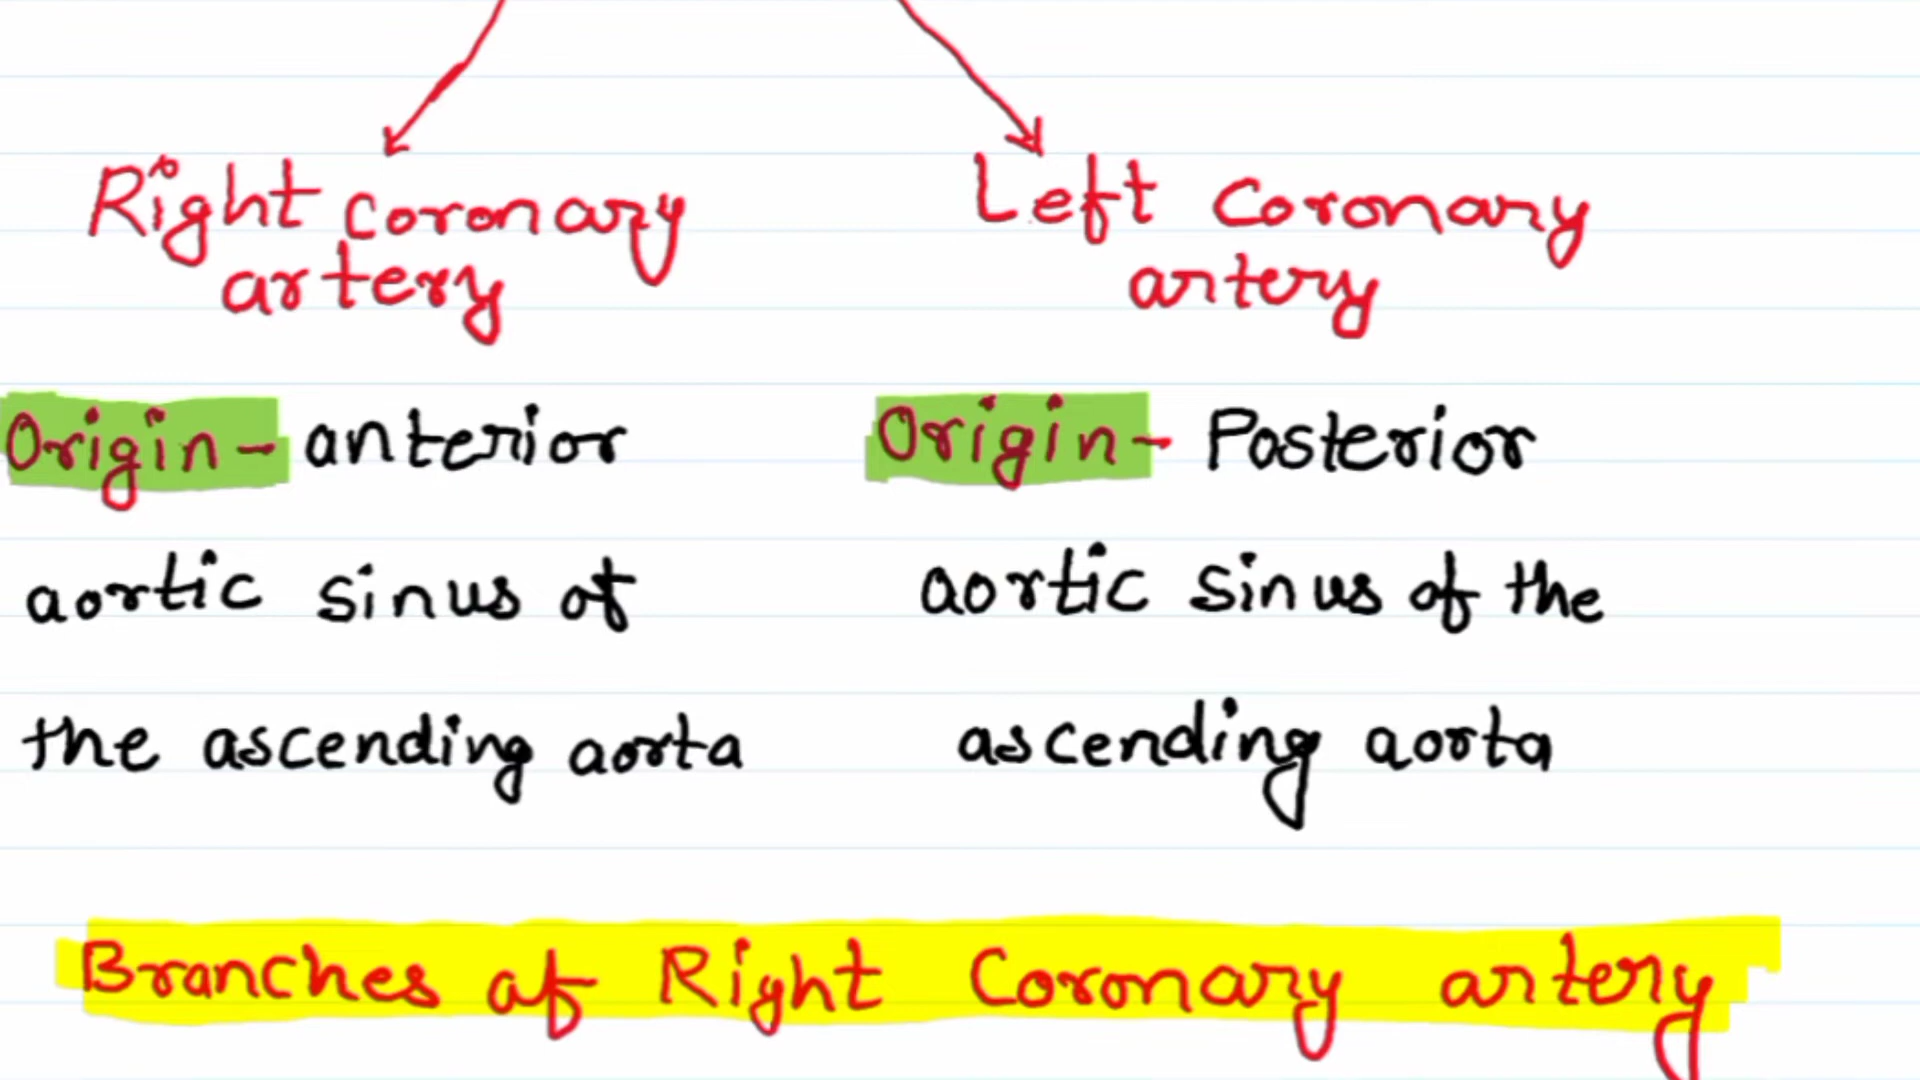 Right coronary
artery
Left Coronary
artery
Origin- anterior
aortic sinus of
the ascending aorta
Origin- Posterior
aortic sinus of the
ascending aorta
Branches of Right Coronary artery